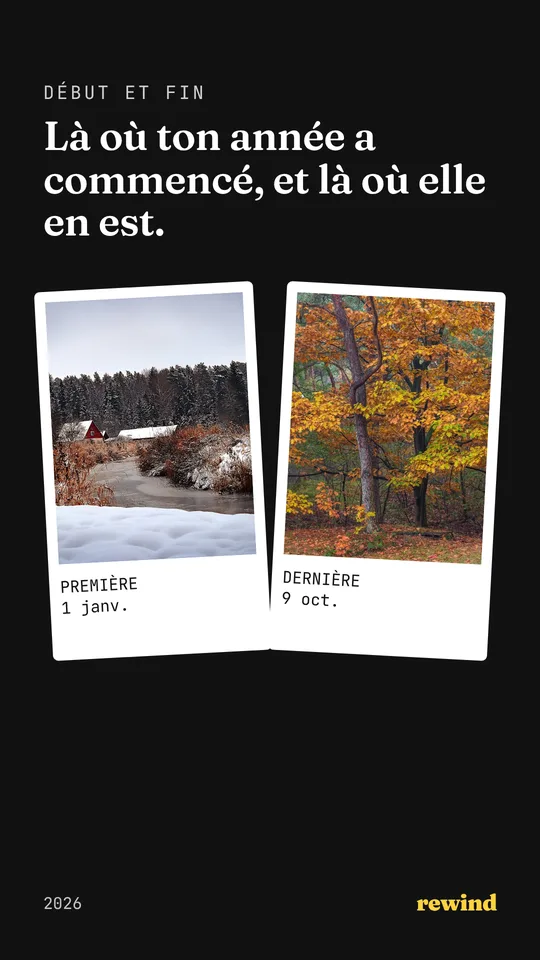 DÉBUT ET FIN
Là où ton année a
commencé, et là où elle
en est.
PREMIÈRE
1 janv.
DERNIÈRE
9 oct.
2026
rewind